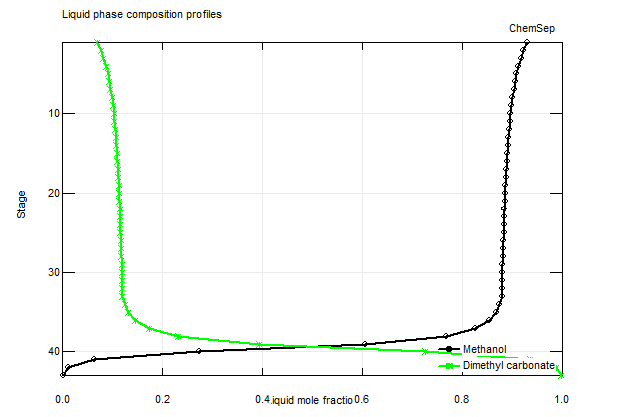 Liquid phase composition profiles
ChemSep
10
20
30
40
Stage
Methanol
Dimethyl carbonate
0.0 0.2 0.4 0.6 0.8 1.0
liquid mole fractio